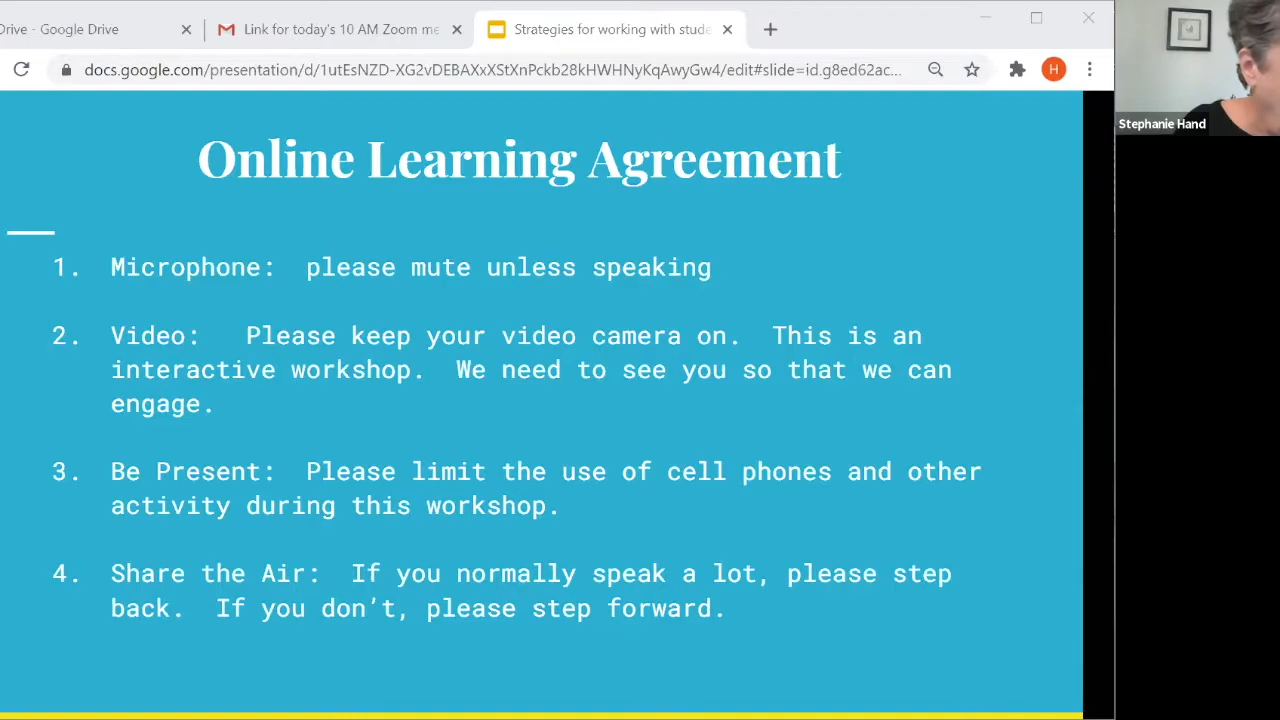 Drive - Google Drive
Link for today's 10 AM Zoom me
Strategies for working with stude
docs.google.com/presentation/d/1utEeNZD-XG2vDEBAXxXStXnPckb28kHWHNyKqAwyGw4/edit#slide=id.g8ed62ac...
H
Stephanie Hand
Online Learning Agreement
1. Microphone: please mute unless speaking
2. Video: Please keep your video camera on. This is an
interactive workshop. We need to see you so that we can
engage.
3. Be Present: Please limit the use of cell phones and other
activity during this workshop.
4. Share the Air: If you normally speak a lot, please step
back. If you don’t, please step forward.